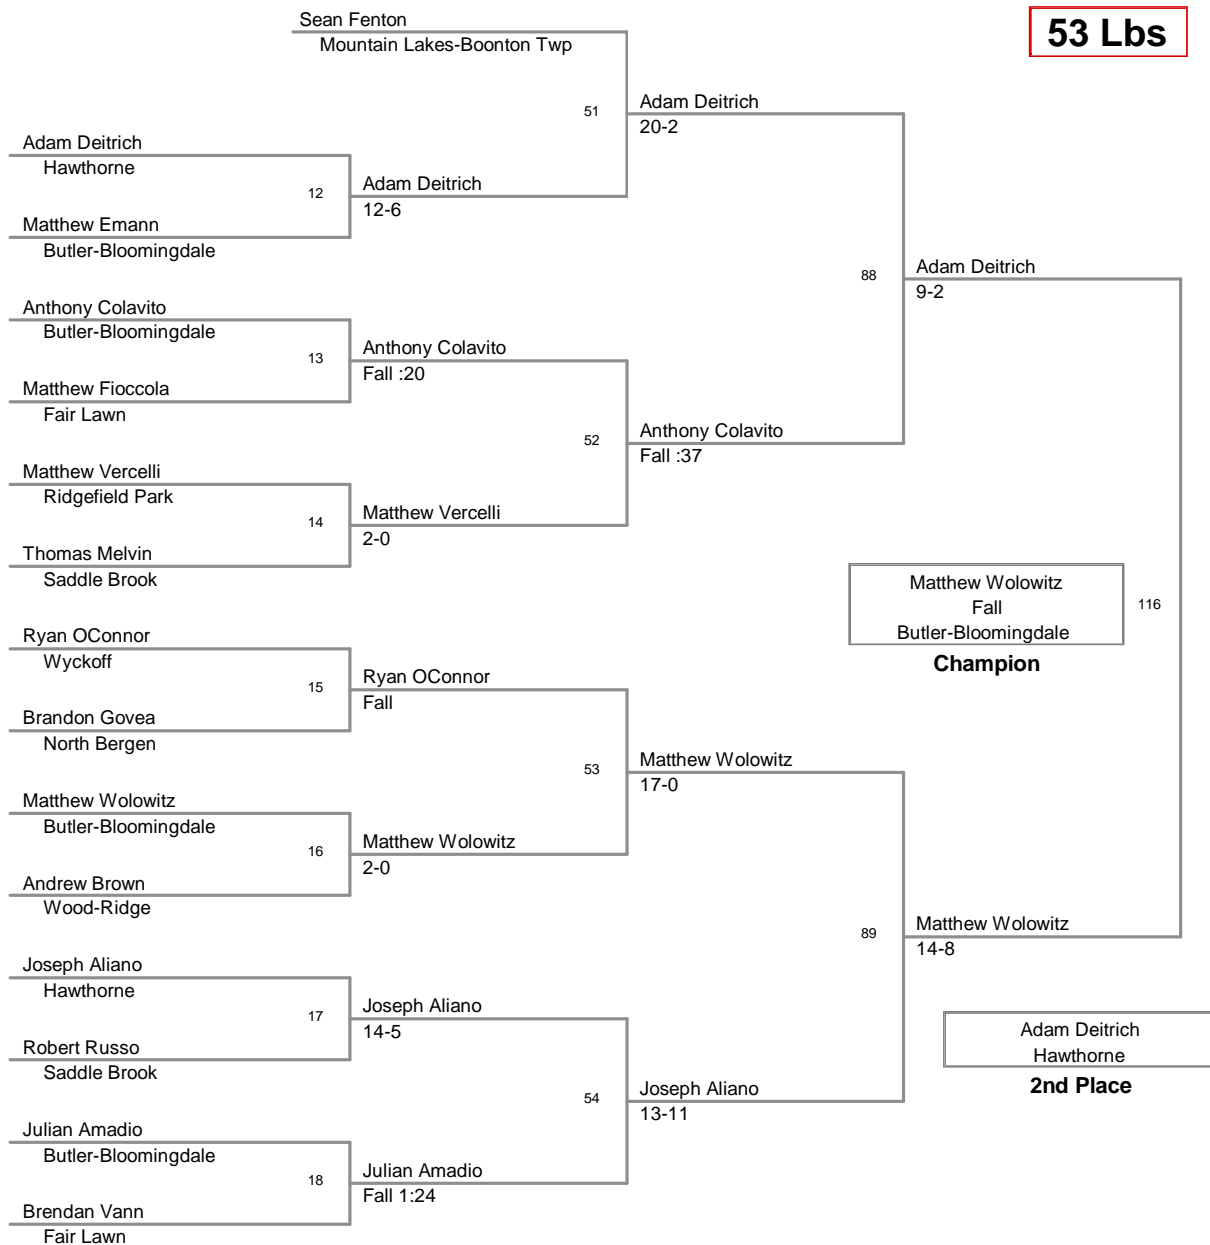 Sean Fenton
Mountain Lakes-Boonton Twp
53 Lbs
51
Adam Deitrich
20-2
Adam Deitrich
Hawthorne
12
Adam Deitrich
12-6
Matthew Emann
Butler-Bloomingdale
88
Adam Deitrich
9-2
Anthony Colavito
Butler-Bloomingdale
13
Anthony Colavito
Fall :20
Matthew Fioccola
Fair Lawn
52
Anthony Colavito
Fall :37
Matthew Vercelli
Ridgefield Park
14
Matthew Vercelli
2-0
Thomas Melvin
Saddle Brook
Matthew Wolowitz
Fall
Butler-Bloomingdale
Champion
116
Ryan OConnor
Wyckoff
15
Ryan OConnor
Fall
Brandon Govea
North Bergen
53
Matthew Wolowitz
17-0
Matthew Wolowitz
Butler-Bloomingdale
16
Matthew Wolowitz
2-0
Andrew Brown
Wood-Ridge
89
Matthew Wolowitz
14-8
Joseph Aliano
Hawthorne
17
Joseph Aliano
14-5
Robert Russo
Saddle Brook
Adam Deitrich
Hawthorne
2nd Place
54
Joseph Aliano
13-11
Julian Amadio
Butler-Bloomingdale
18
Julian Amadio
Fall 1:24
Brendan Vann
Fair Lawn